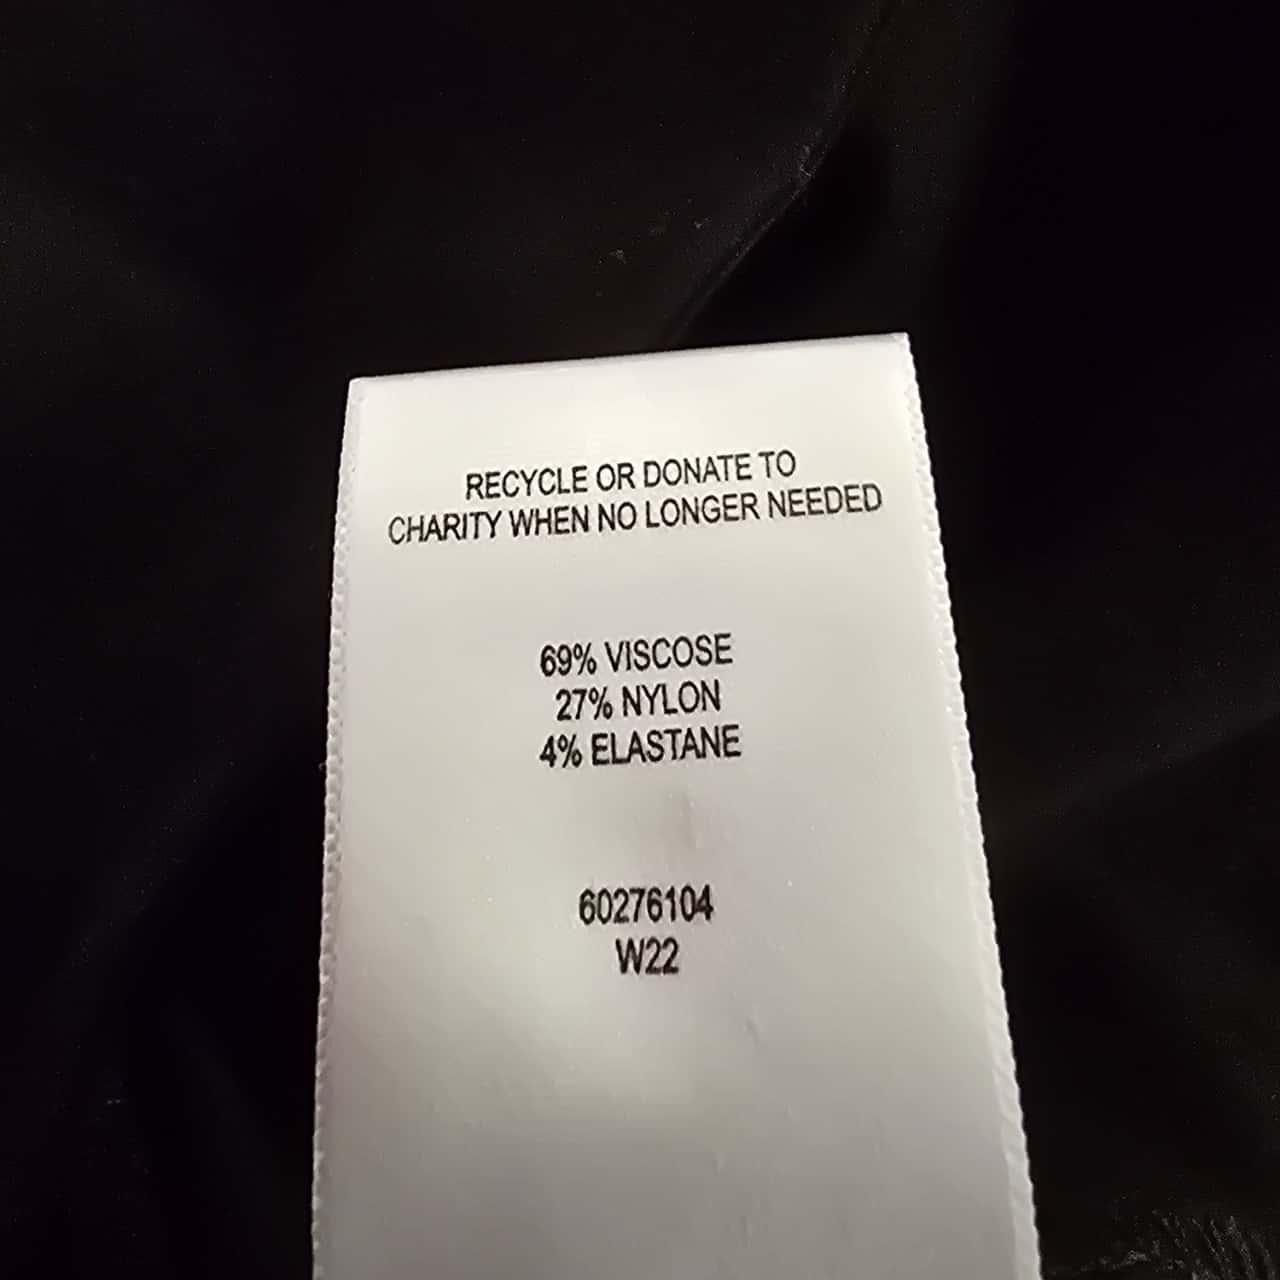 RECYCLE OR DONATE TO
CHARITY WHEN NO LONGER NEEDED
69% VISCOSE
27% NYLON
4% ELASTANE
60276104
W22